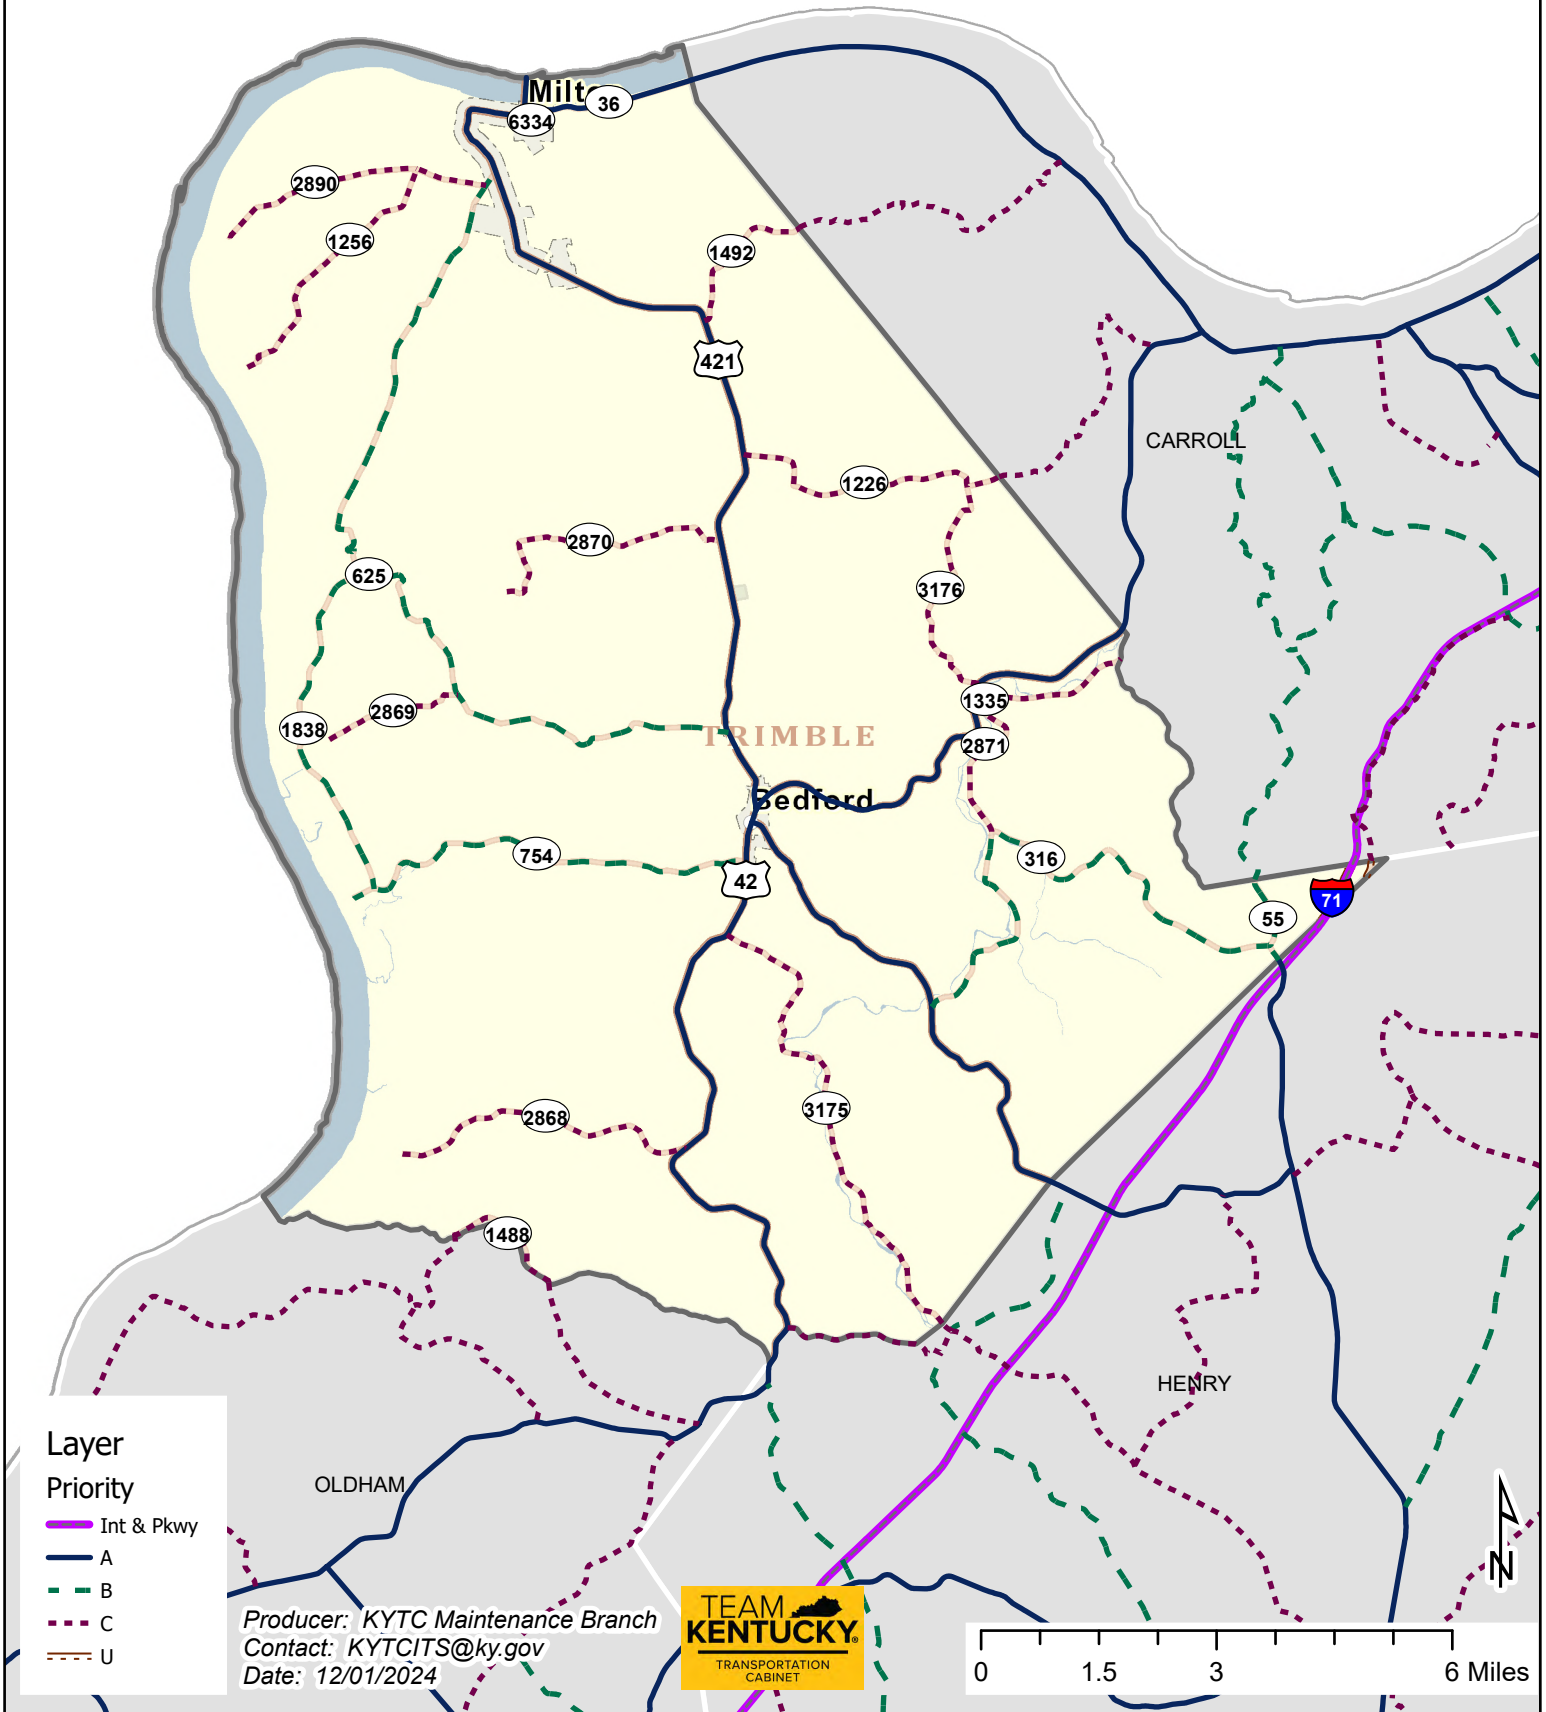 Milt
36
6334
2890
1256
1492
421
CARROLL
1226
2870
625
3176
1335
2869
1838
TRIMBLE
2871
Bedford
754
316
42
71
55
3175
2868
1488
HENRY
OLDHAM
Layer
Priority
Int & Pkwy
A
B
C
U
Producer: KYTC Maintenance Branch
Contact: KYTCITS@ky.gov
Date: 12/01/2024
TEAM
KENTUCKY®
TRANSPORTATION
CABINET
N
0 1.5 3 6 Miles